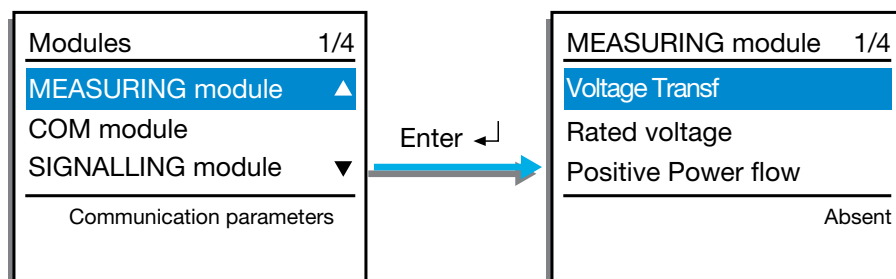 Modules 1/4
MEASURING module ▲
COM module
SIGNALLING module ▼
Communication parameters
Enter ↵
MEASURING module 1/4
Voltage Transf
Rated voltage
Positive Power flow
Absent